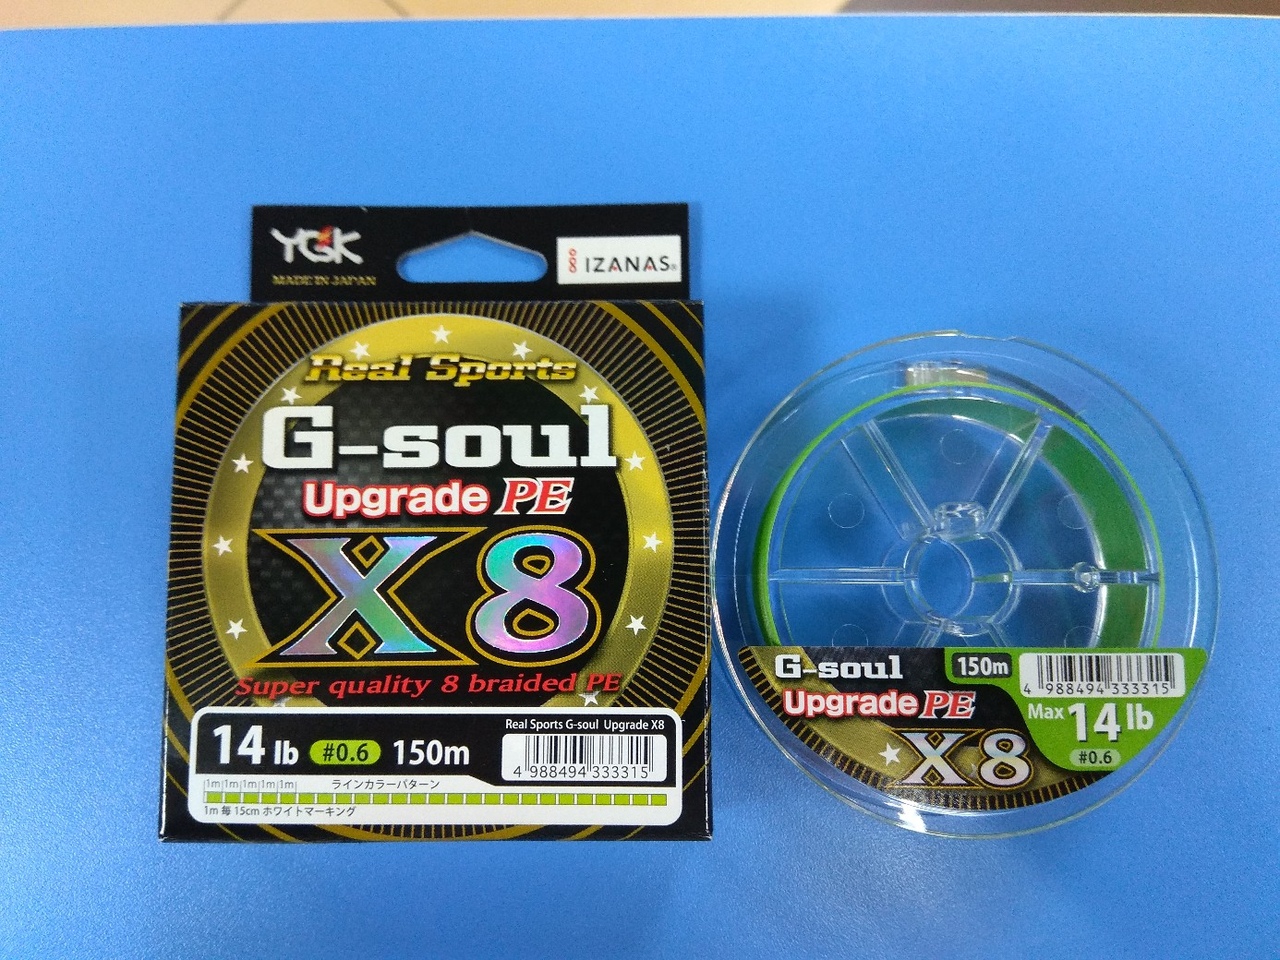 YGK
MADE IN JAPAN
IZANAS®
Real Sports
G-soul
Upgrade PE
X8
Super quality 8 braided PE
14 lb #0.6 150m
Real Sports G-soul Upgrade X8
4 988494 333315
1m 1m 1m 1m 1m
ラインカラーパターン
1m 毎 15cm ホワイトマーキング
G-soul
Upgrade PE
X8
150m
4 988494 333315
Max 14 lb
#0.6